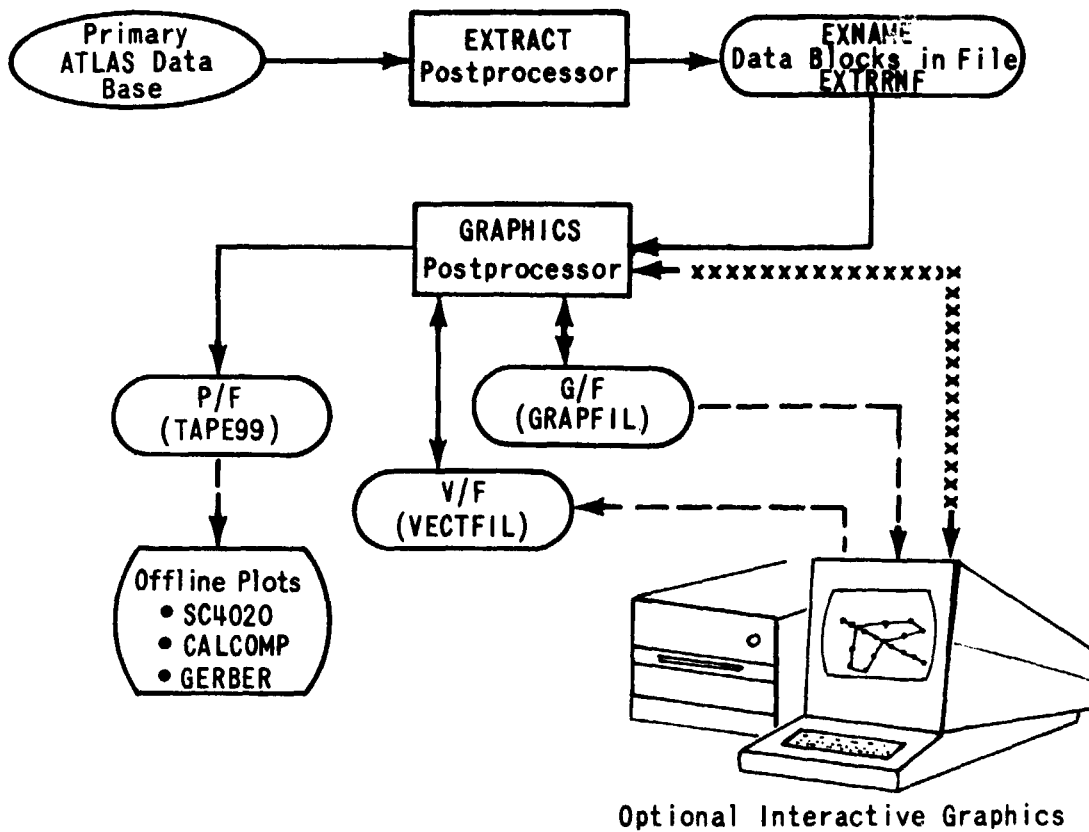 Primary
ATLAS Data
Base
EXTRACT
Postprocessor
EXNAME
Data Blocks in File
EXTRRNF
GRAPHICS
Postprocessor
xxxxxxxxxxxxxxxx
P/F
(TAPE99)
G/F
(GRAPFIL)
V/F
(VECTFIL)
Offline Plots
• SC4020
• CALCOMP
• GERBER
Optional Interactive Graphics